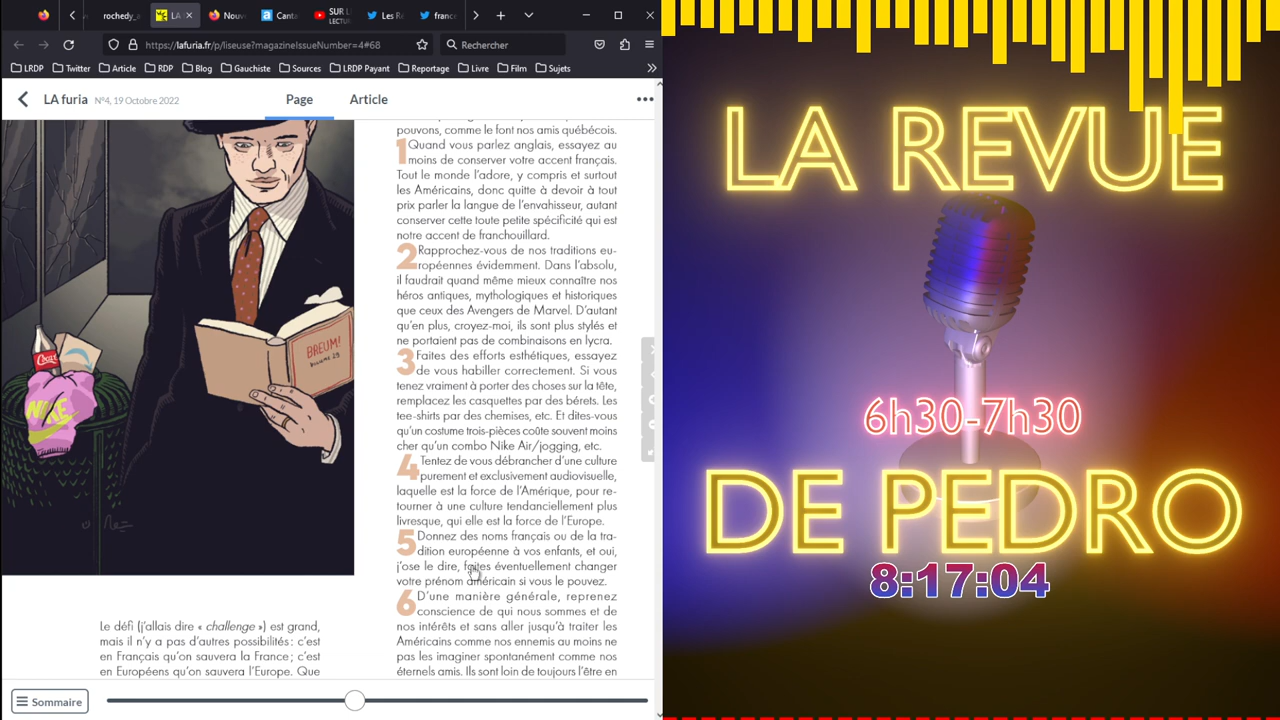 rochedy_a
LA
Nouv
Canta
SUR L
LECTUR
Les Re
france
https://lafuria.fr/p/liseuse?magazineIssueNumber=4#68
Rechercher
LRDP
Twitter
Article
RDP
Blog
Gauchiste
Sources
LRDP Payant
Reportage
Livre
Film
Sujets
LA furia
N°4, 19 Octobre 2022
Page
Article
BREUM!
NIKE
Le défi (j'allais dire « challenge ») est grand,
mais il n'y a pas d'autres possibilités : c'est
en Français qu'on sauvera la France ; c'est
en Européens qu'on sauvera l'Europe. Que
pouvons, comme le font nos amis québécois.
1 Quand vous parlez anglais, essayez au
moins de conserver votre accent français.
Tout le monde l'adore, y compris et surtout
les Américains, donc quitte à devoir à tout
prix parler la langue de l'envahisseur, autant
conserver cette toute petite spécificité qui est
notre accent de franchouillard.
2 Rapprochez-vous de nos traditions eu-
ropéennes évidemment. Dans l'absolu,
il faudrait quand même mieux connaître nos
héros antiques, mythologiques et historiques
que ceux des Avengers de Marvel. D'autant
qu'en plus, croyez-moi, ils sont plus stylés et
ne portaient pas de combinaisons en lycra.
3 Faites des efforts esthétiques, essayez
de vous habiller correctement. Si vous
tenez vraiment à porter des choses sur la tête,
remplacez les casquettes par des bérets. Les
tee-shirts par des chemises, etc. Et dites-vous
qu'un costume trois-pièces coûte souvent moins
cher qu'un combo Nike Air/jogging, etc.
4 Tentez de vous débrancher d'une culture
purement et exclusivement audiovisuelle,
laquelle est la force de l'Amérique, pour re-
tourner à une culture tendanciellement plus
livresque, qui elle est la force de l'Europe.
5 Donnez des noms français ou de la tra-
dition européenne à vos enfants, et oui,
j'ose le dire, faites éventuellement changer
votre prénom américain si vous le pouvez.
6 D'une manière générale, reprenez
conscience de qui nous sommes et de
nos intérêts et sans aller jusqu'à traiter les
Américains comme nos ennemis au moins ne
pas les imaginer spontanément comme nos
éternels amis. Ils sont loin de toujours l'être en
Sommaire
LA REVUE
6h30-7h30
DE PEDRO
8:17:04